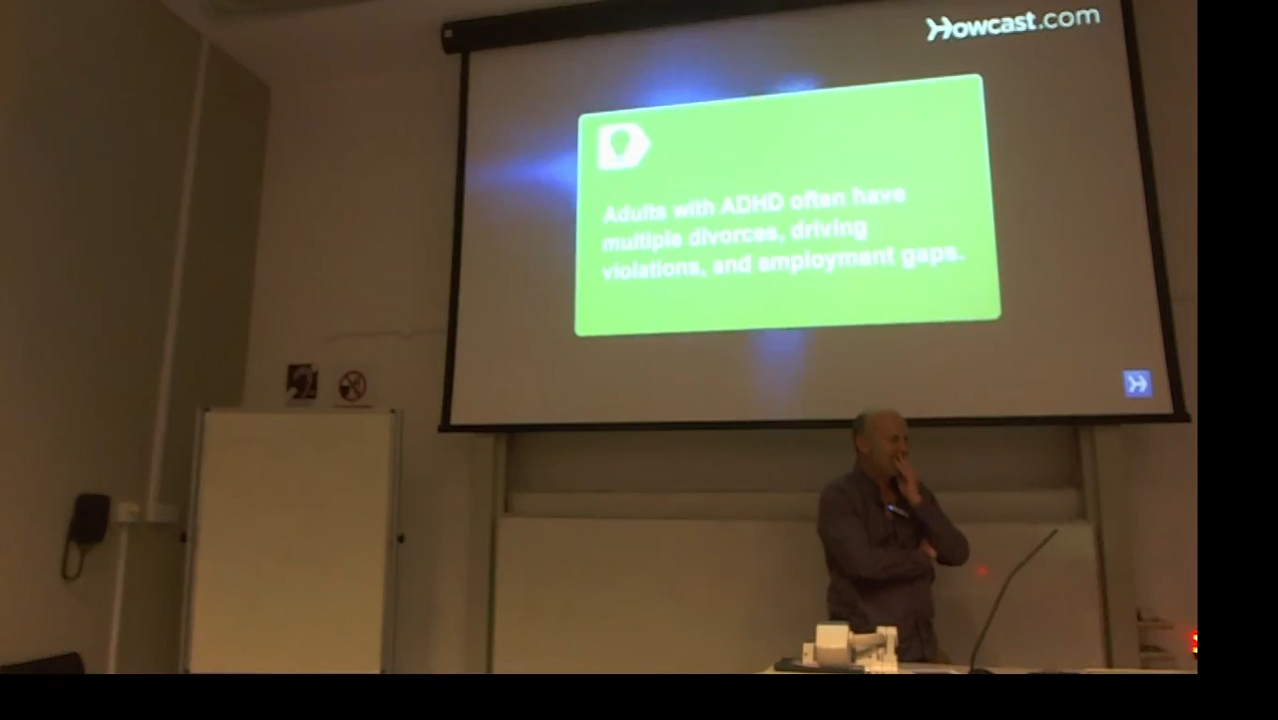 Howcast.com
Adults with ADHD often have
multiple divorces, driving
violations, and employment gaps.